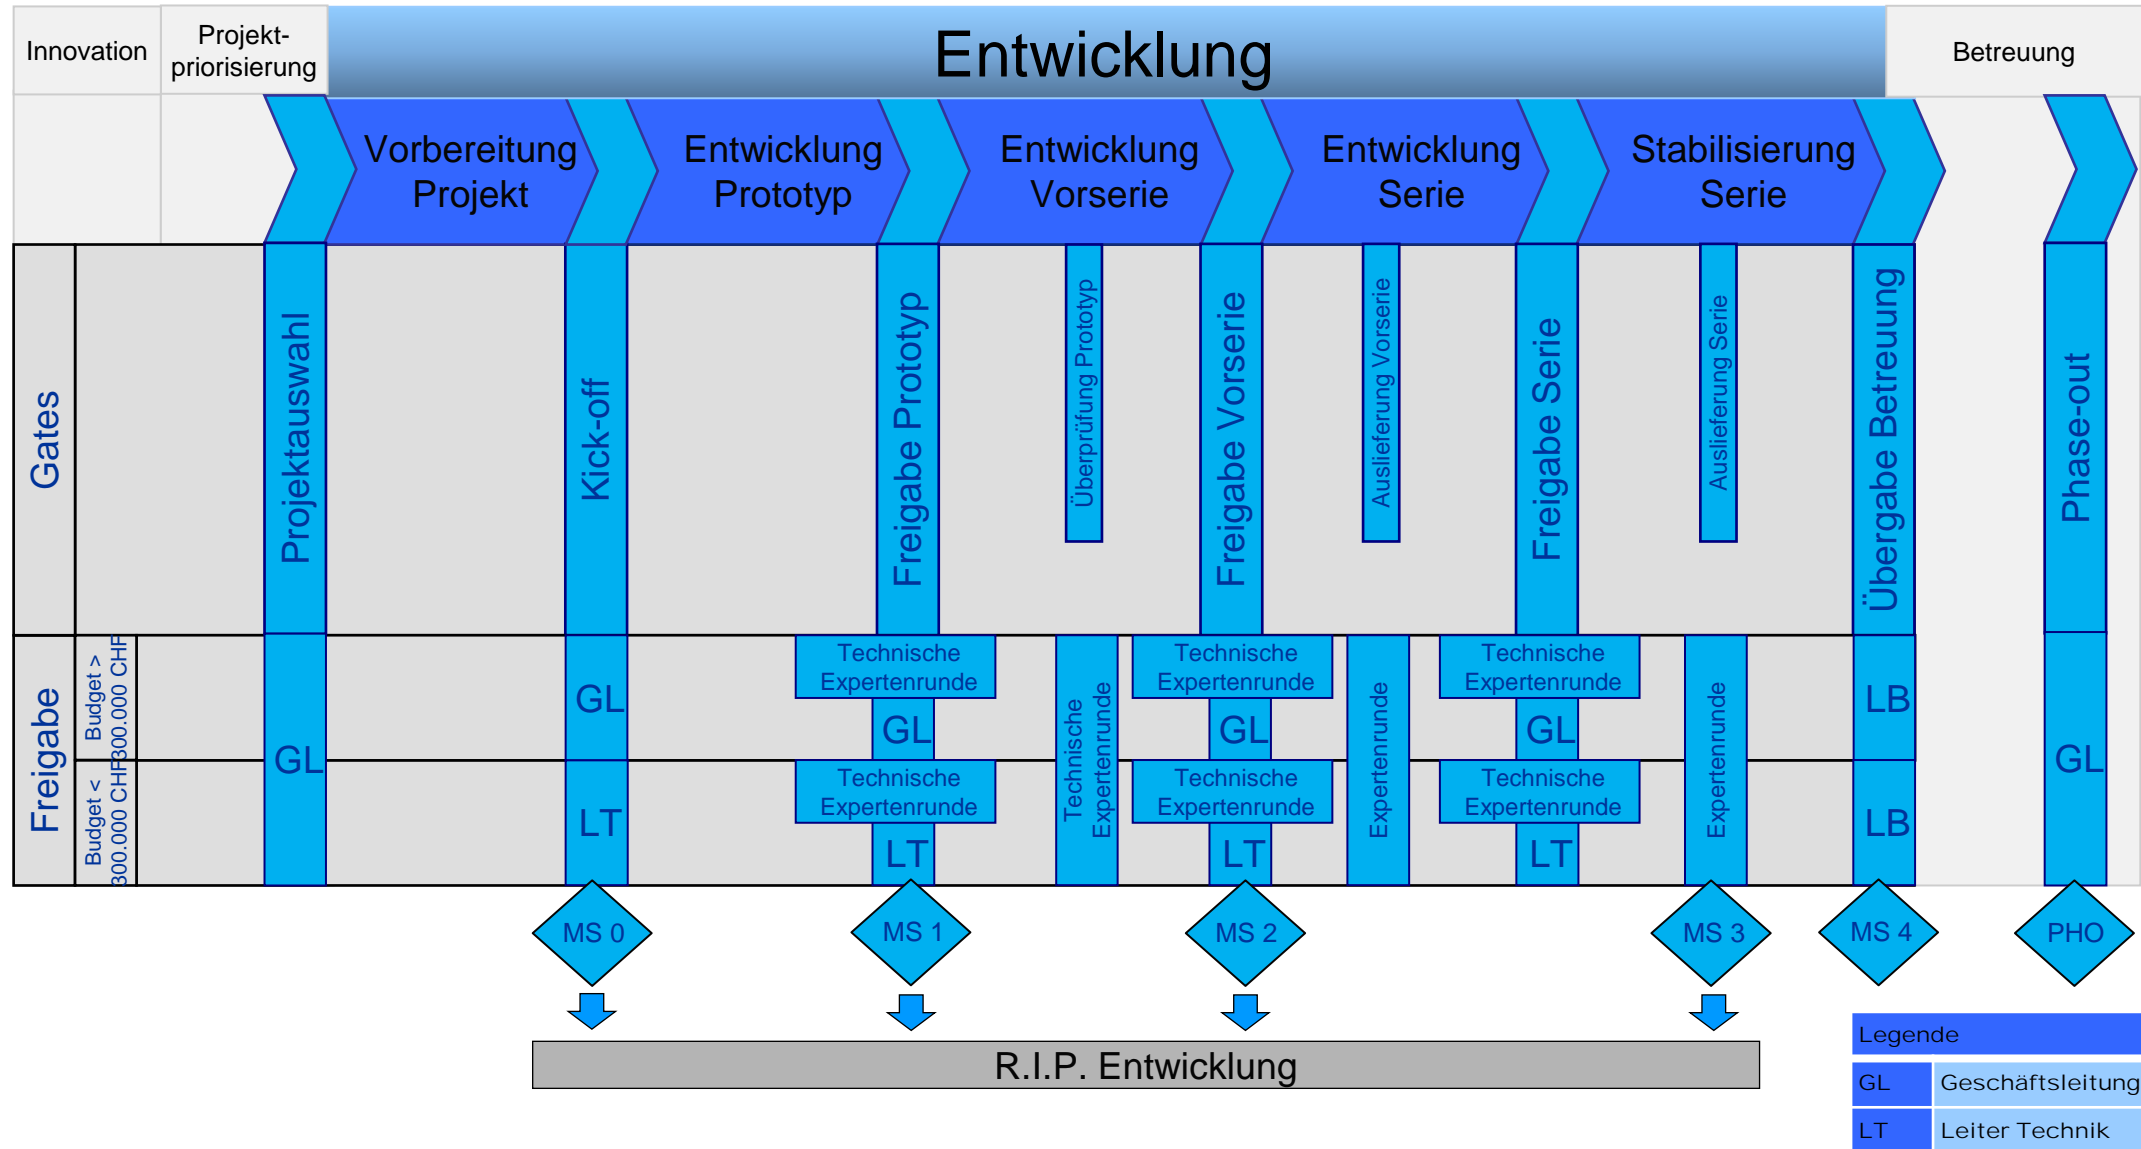 Innovation
Projekt-
priorisierung
Entwicklung
Betreuung
Vorbereitung
Projekt
Entwicklung
Prototyp
Entwicklung
Vorserie
Entwicklung
Serie
Stabilisierung
Serie
Gates
Projektauswahl
Kick-off
Freigabe Prototyp
Überprüfung Prototyp
Freigabe Vorserie
Auslieferung Vorserie
Freigabe Serie
Auslieferung Serie
Übergabe Betreuung
Phase-out
Freigabe
Budget >
300.000 CHF
GL
GL
Technische
Expertenrunde
GL
Technische
Expertenrunde
Technische
Expertenrunde
GL
Expertenrunde
Technische
Expertenrunde
GL
Expertenrunde
LB
GL
Budget <
300.000 CHF
LT
Technische
Expertenrunde
LT
Technische
Expertenrunde
LT
Technische
Expertenrunde
LT
LB
MS 0
MS 1
MS 2
MS 3
MS 4
PHO
R.I.P. Entwicklung
Legende
GL Geschäftsleitung
LT Leiter Technik